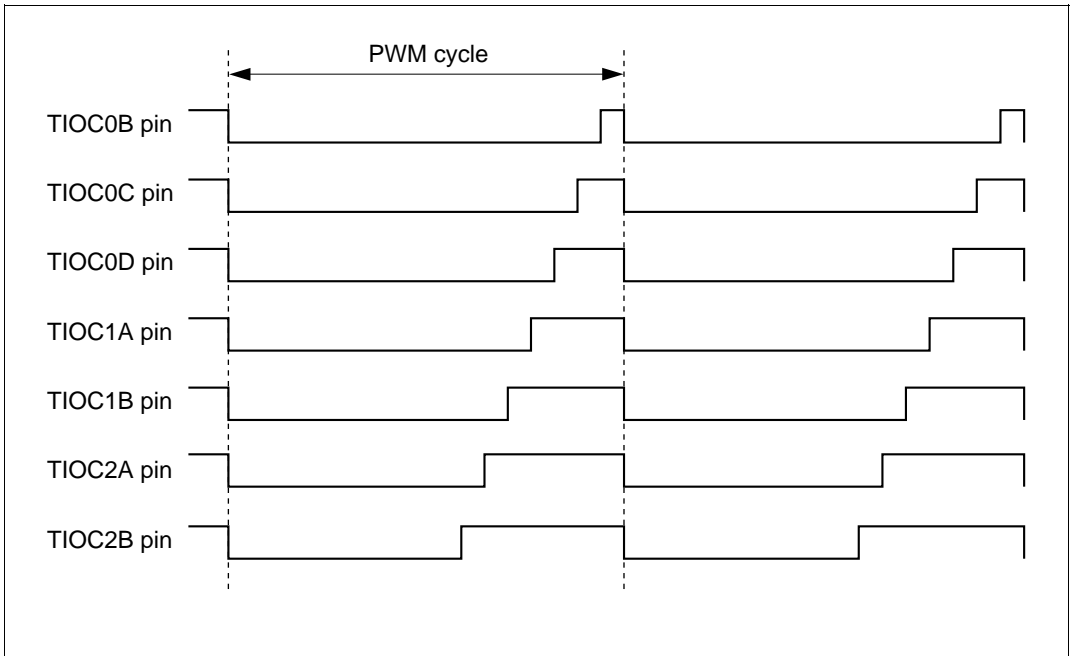 PWM cycle
TIOC0B pin
TIOC0C pin
TIOC0D pin
TIOC1A pin
TIOC1B pin
TIOC2A pin
TIOC2B pin